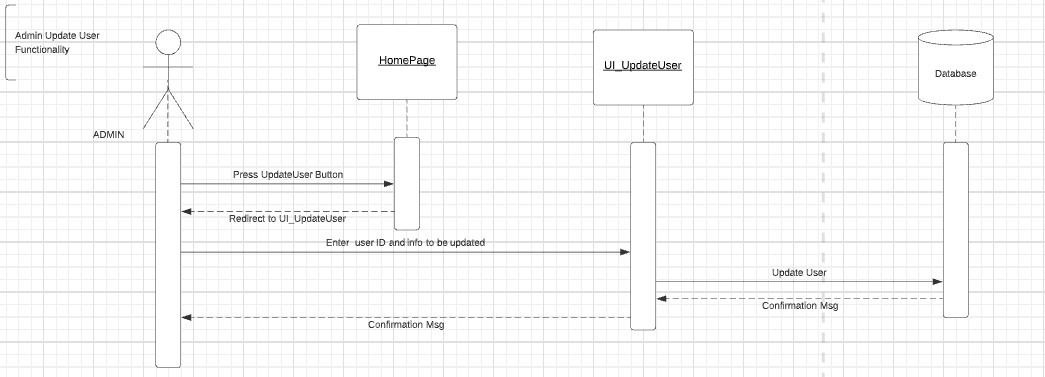 Admin Update User
Functionality
HomePage
UI_UpdateUser
Database
ADMIN
Press UpdateUser Button
Redirect to UI_UpdateUser
Enter  user ID and info to be updated
Update User
Confirmation Msg
Confirmation Msg